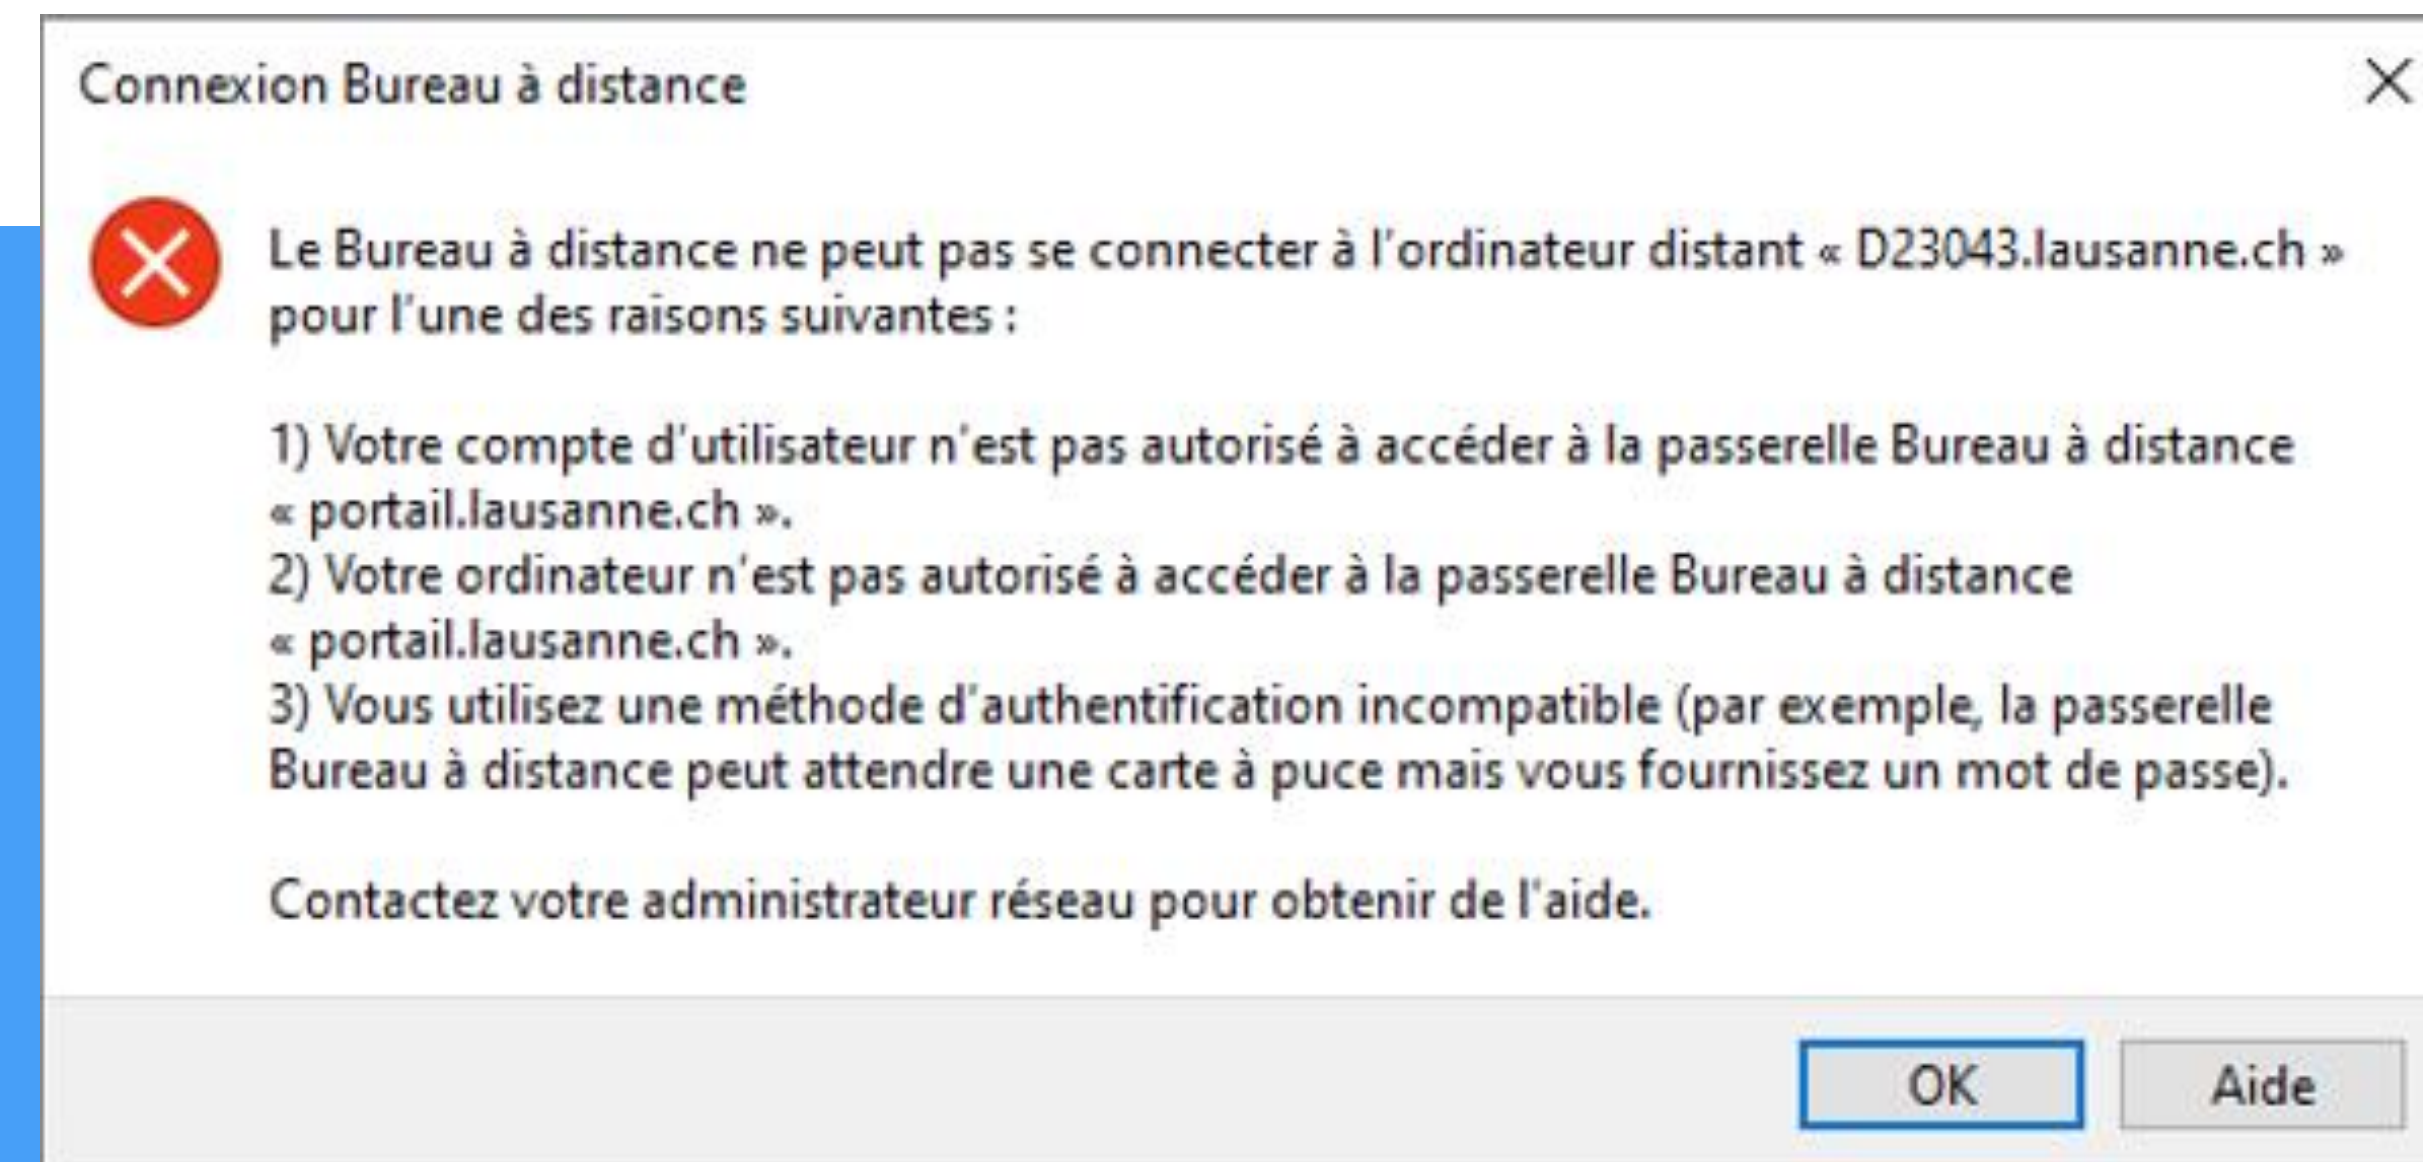 Connexion Bureau à distance
Le Bureau à distance ne peut pas se connecter à l'ordinateur distant « D23043.lausanne.ch »
pour l'une des raisons suivantes :
1) Votre compte d'utilisateur n'est pas autorisé à accéder à la passerelle Bureau à distance
« portail.lausanne.ch ».
2) Votre ordinateur n'est pas autorisé à accéder à la passerelle Bureau à distance
« portail.lausanne.ch ».
3) Vous utilisez une méthode d'authentification incompatible (par exemple, la passerelle
Bureau à distance peut attendre une carte à puce mais vous fournissez un mot de passe).
Contactez votre administrateur réseau pour obtenir de l'aide.
OK Aide